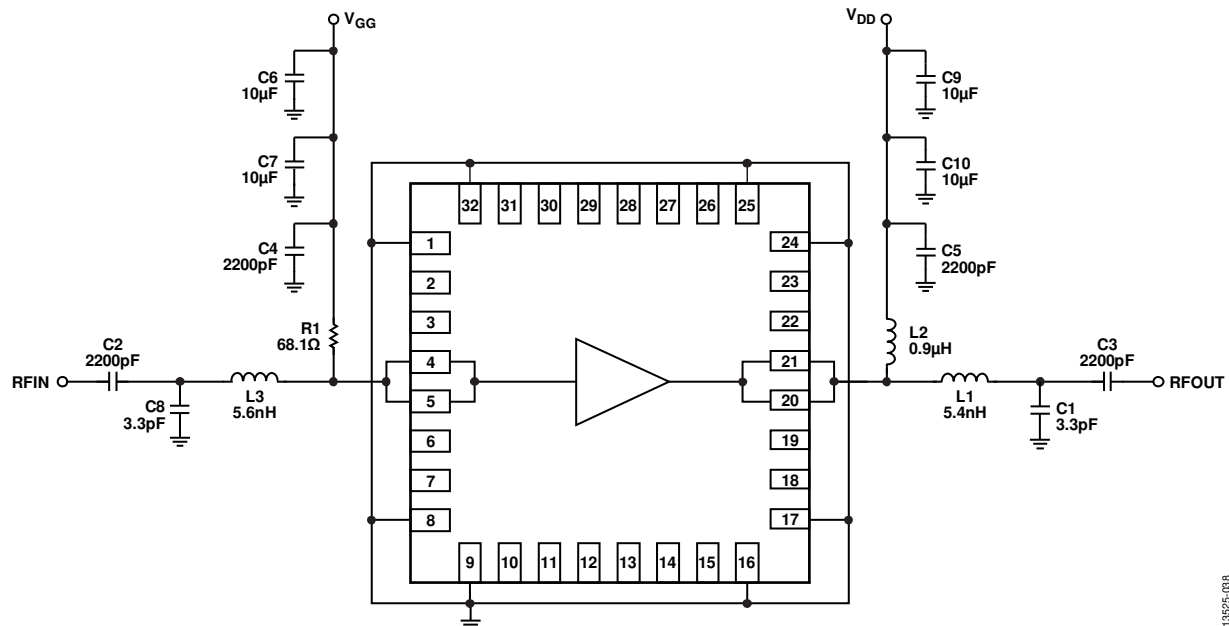 VGG
VDD
C6
10µF
C9
10µF
C7
10µF
C10
10µF
32 31 30 29 28 27 26 25
C4
2200pF
C5
2200pF
1
24
2
23
3
22
R1
68.1Ω
L2
0.9µH
C2
2200pF
C3
2200pF
4
21
RFIN
RFOUT
L3
5.6nH
L1
5.4nH
5
20
C8
3.3pF
C1
3.3pF
6
19
7
18
8
17
9 10 11 12 13 14 15 16
13525-038